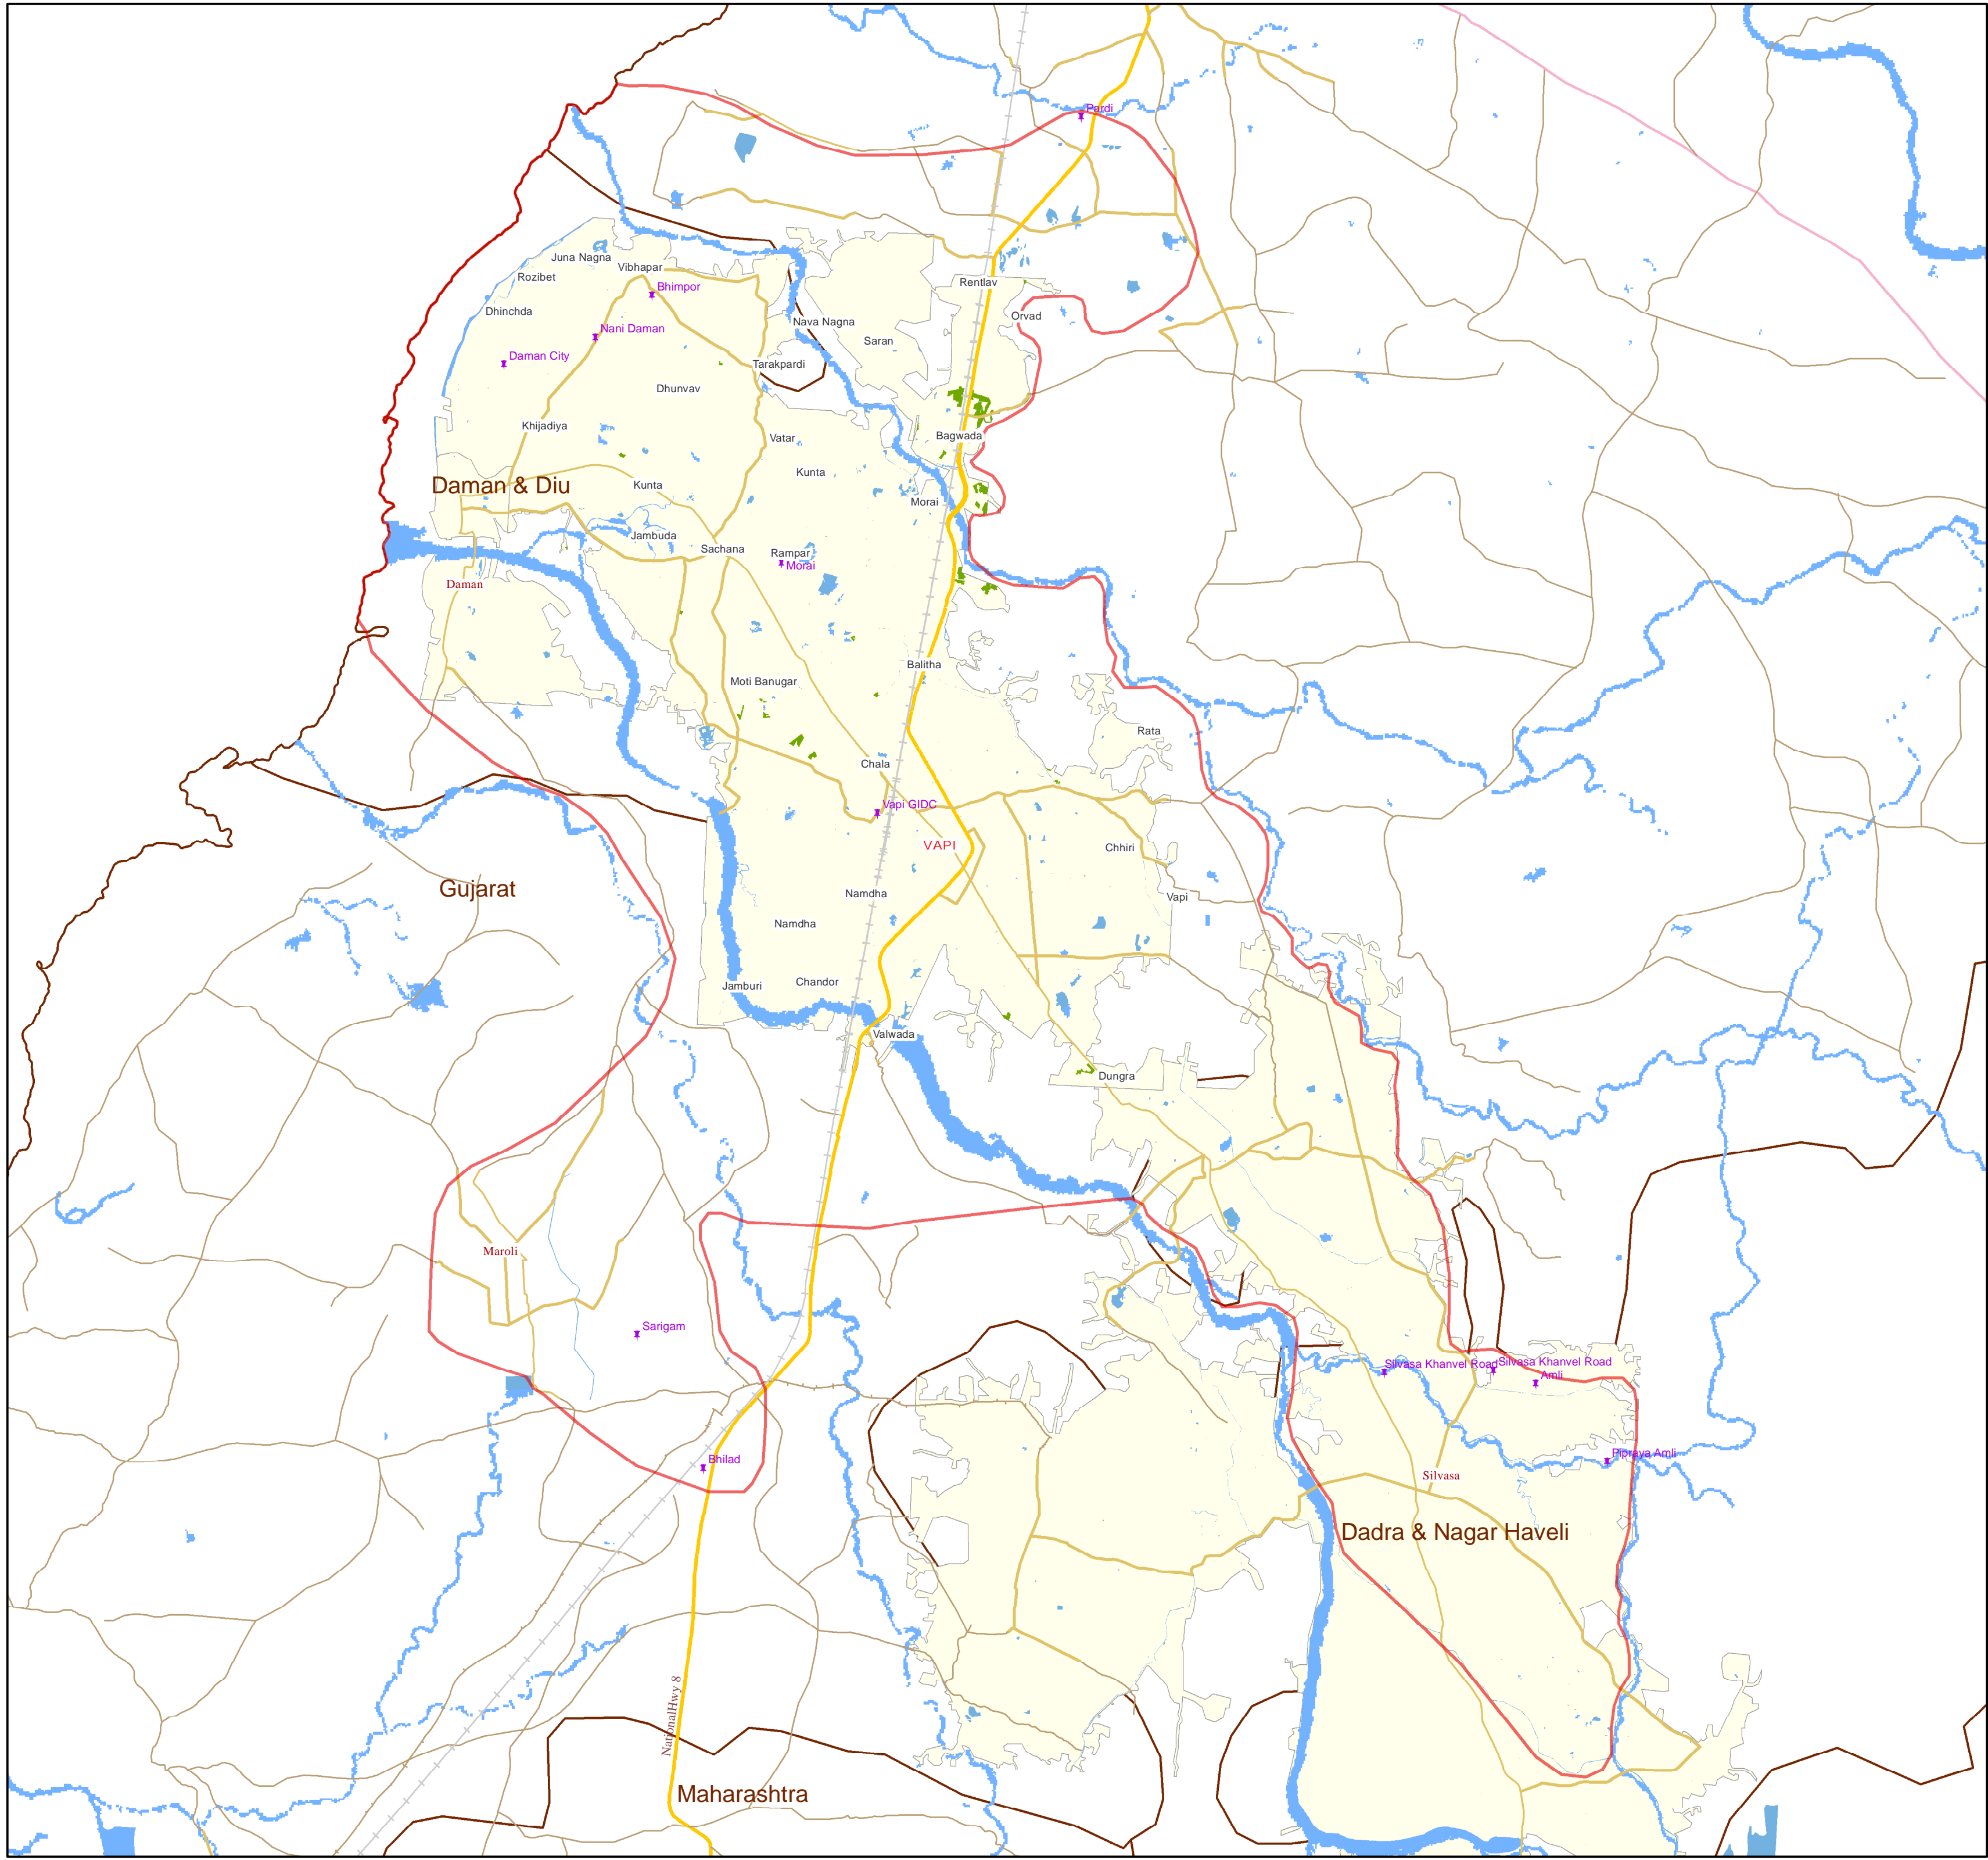 Pardi
Juna Nagna
Vibhapar
Rozibet
Bhimpor
Rentlav
Dhinchda
Nava Nagna
Orvad
Nani Daman
Saran
Daman City
Tarakpardi
Dhunvav
Khijadiya
Vatar
Bagwada
Kunta
Daman & Diu
Kunta
Morai
Jambuda
Sachana
Rampar
Morai
Daman
Balitha
Moti Banugar
Rata
Chala
Vapi GIDC
VAPI
Chhiri
Gujarat
Namdha
Vapi
Namdha
Jamburi
Chandor
Valwada
Dungra
Maroli
Sarigam
Silvasa Khanvel Road
Silvasa Khanvel Road
Amli
Bhilad
Pipraya Amli
Silvasa
Dadra & Nagar Haveli
NationalHwy 8
Maharashtra